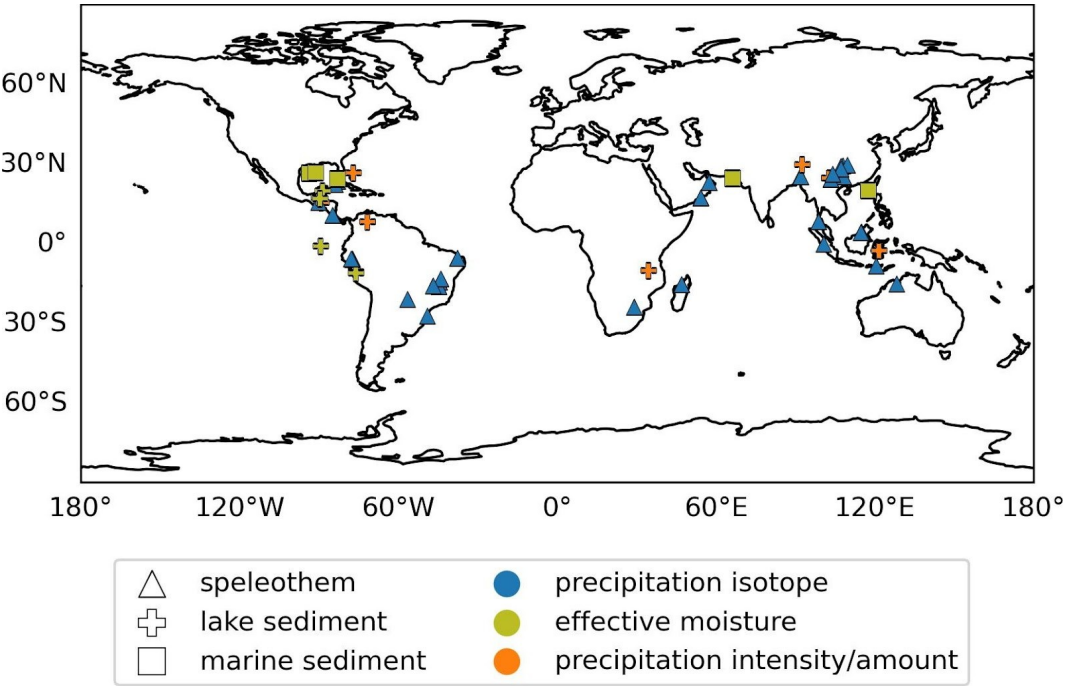 60°N
30°N
0°
30°S
60°S
180° 120°W 60°W 0° 60°E 120°E 180°
speleothem precipitation isotope
lake sediment effective moisture
marine sediment precipitation intensity/amount